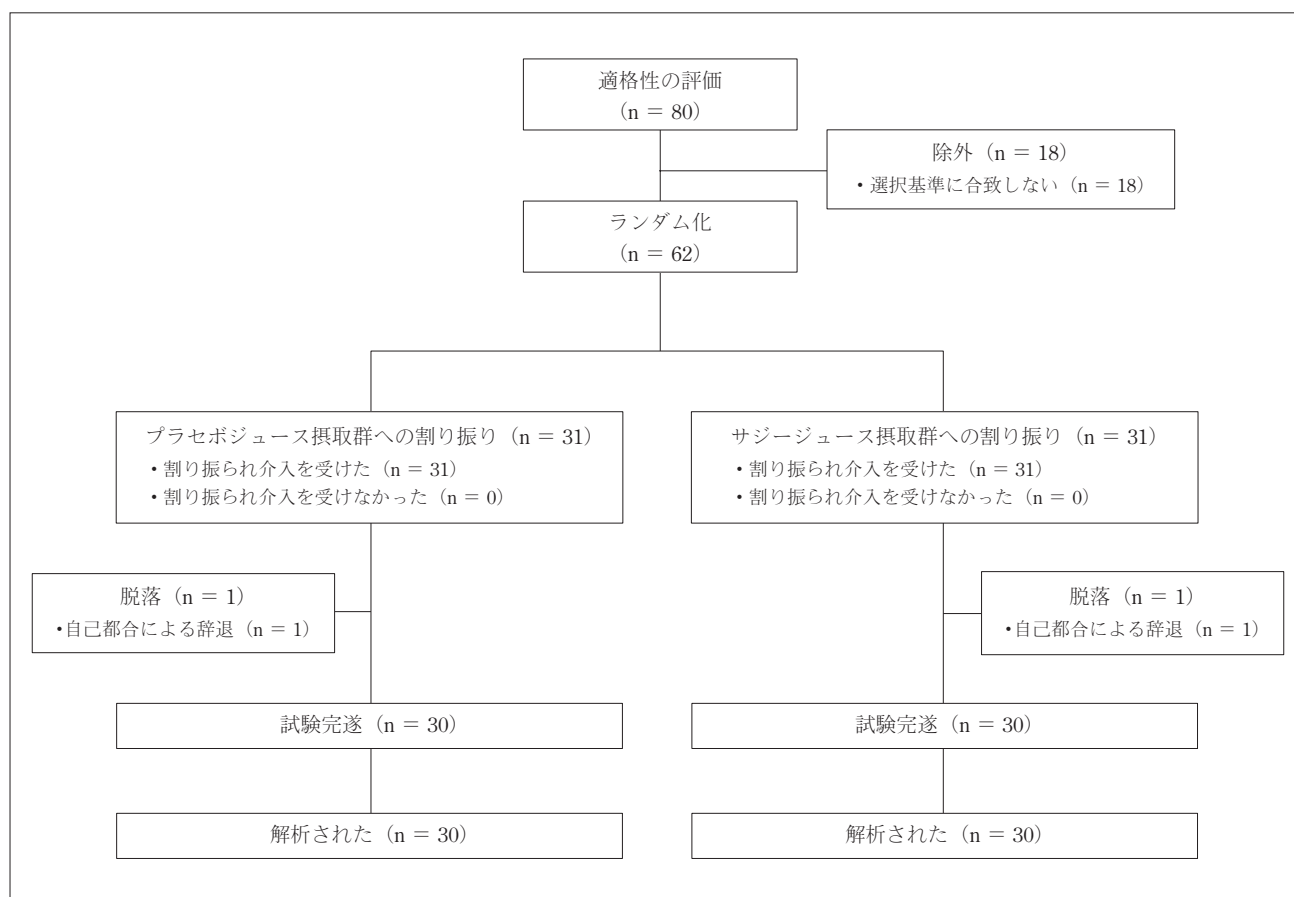 適格性の評価
（n = 80）
除外（n = 18）
・選択基準に合致しない（n = 18）
ランダム化
（n = 62）
プラセボジュース摂取群への割り振り（n = 31）
・割り振られ介入を受けた（n = 31）
・割り振られ介入を受けなかった（n = 0）
サジージュース摂取群への割り振り（n = 31）
・割り振られ介入を受けた（n = 31）
・割り振られ介入を受けなかった（n = 0）
脱落（n = 1）
・自己都合による辞退（n = 1）
脱落（n = 1）
・自己都合による辞退（n = 1）
試験完遂（n = 30）
試験完遂（n = 30）
解析された（n = 30）
解析された（n = 30）